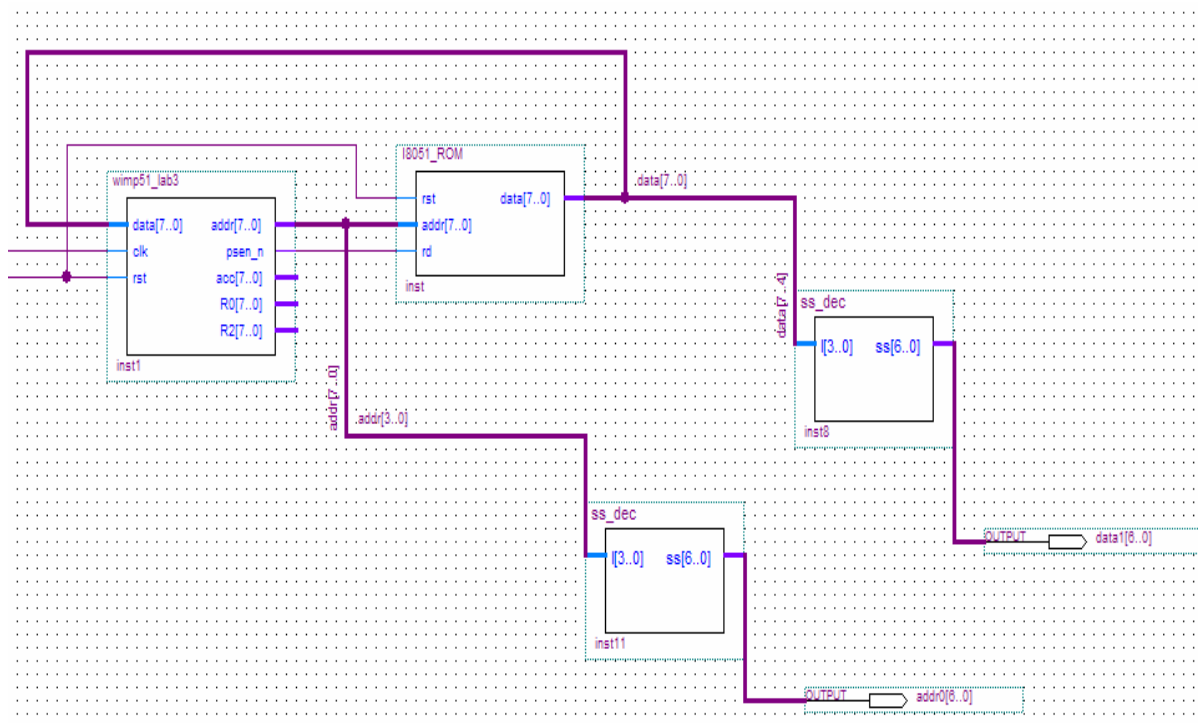 I8051_ROM
wimp51_lab3
data[7..0]
addr[7..0]
clk
psen_n
rst
acc[7..0]
R0[7..0]
R2[7..0]
inst1
rst
data[7..0]
addr[7..0]
rd
inst
data[7..0]
data[7..4]
ss_dec
I[3..0]
ss[6..0]
inst8
addr[7..0]
addr[3..0]
ss_dec
I[3..0]
ss[6..0]
inst11
OUTPUT
data1[6..0]
OUTPUT
addr0[6..0]